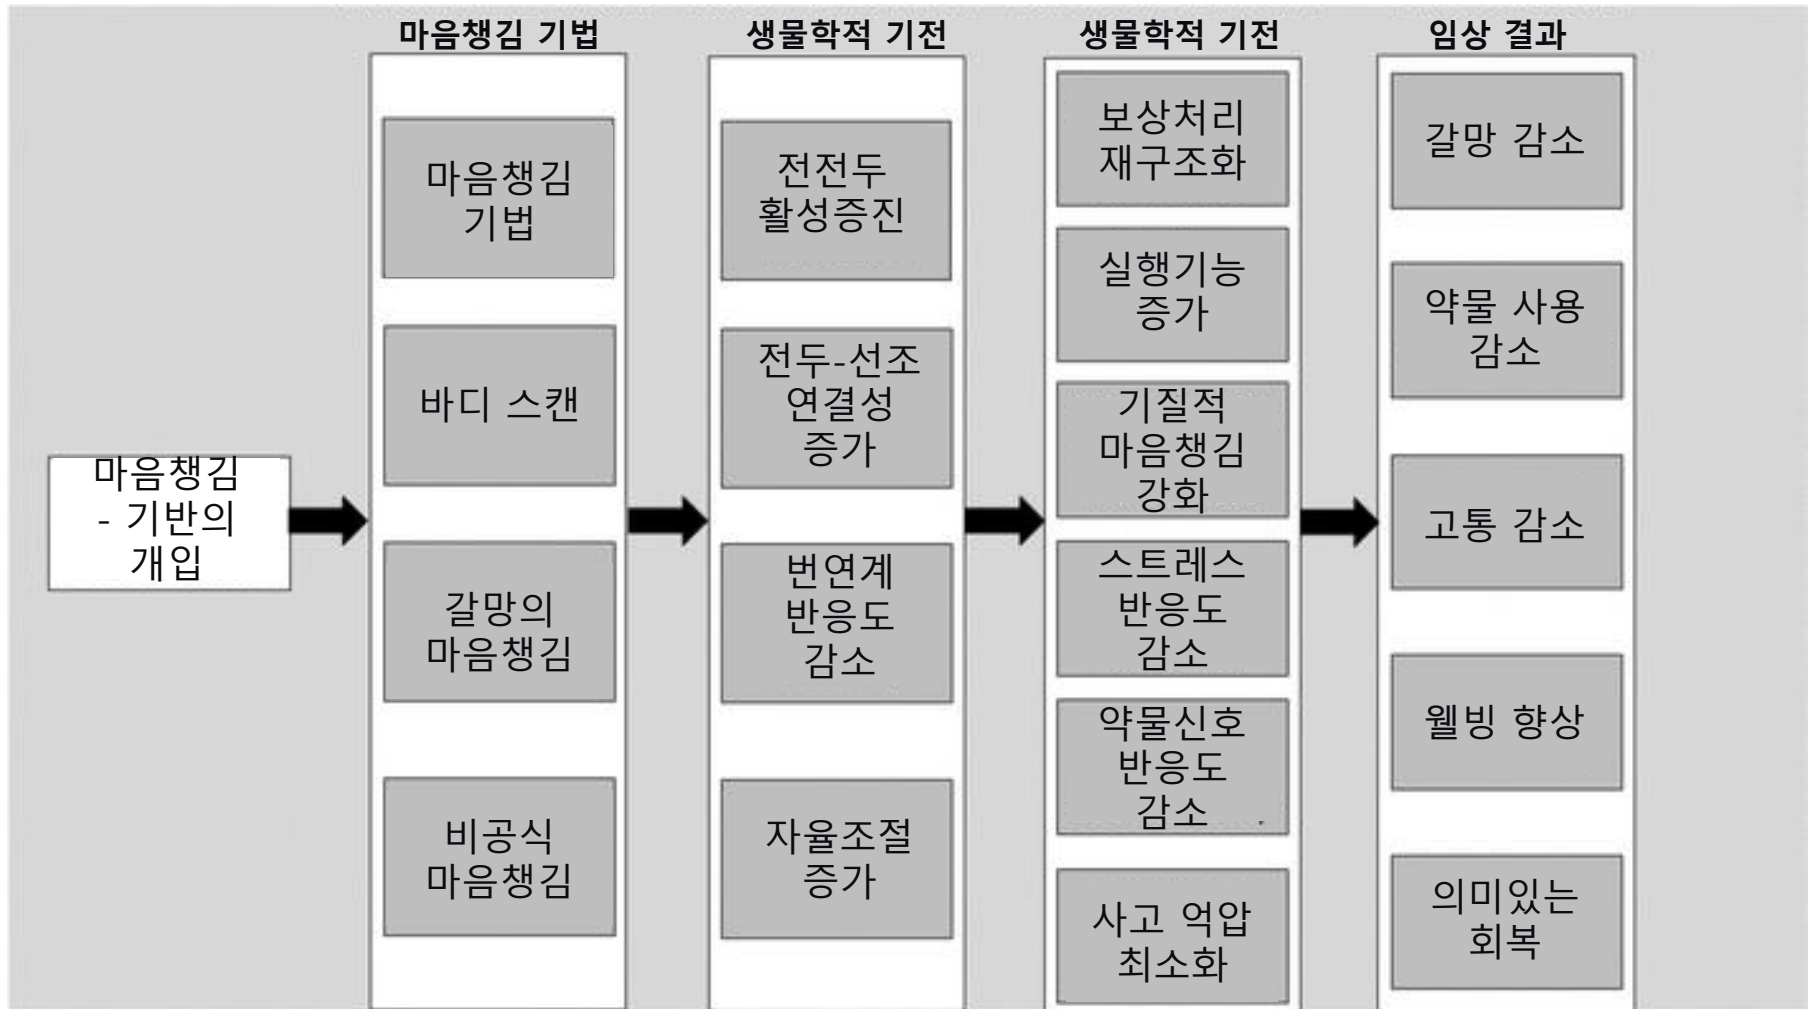 마음챙김 기법
생물학적 기전
생물학적 기전
임상 결과
마음챙김
- 기반의
개입
마음챙김
기법
바디 스캔
갈망의
마음챙김
비공식
마음챙김
전전두
활성증진
전두-선조
연결성
증가
번연계
반응도
감소
자율조절
증가
보상처리
재구조화
실행기능
증가
기질적
마음챙김
강화
스트레스
반응도
감소
약물신호
반응도
감소
사고 억압
최소화
갈망 감소
약물 사용
감소
고통 감소
웰빙 향상
의미있는
회복